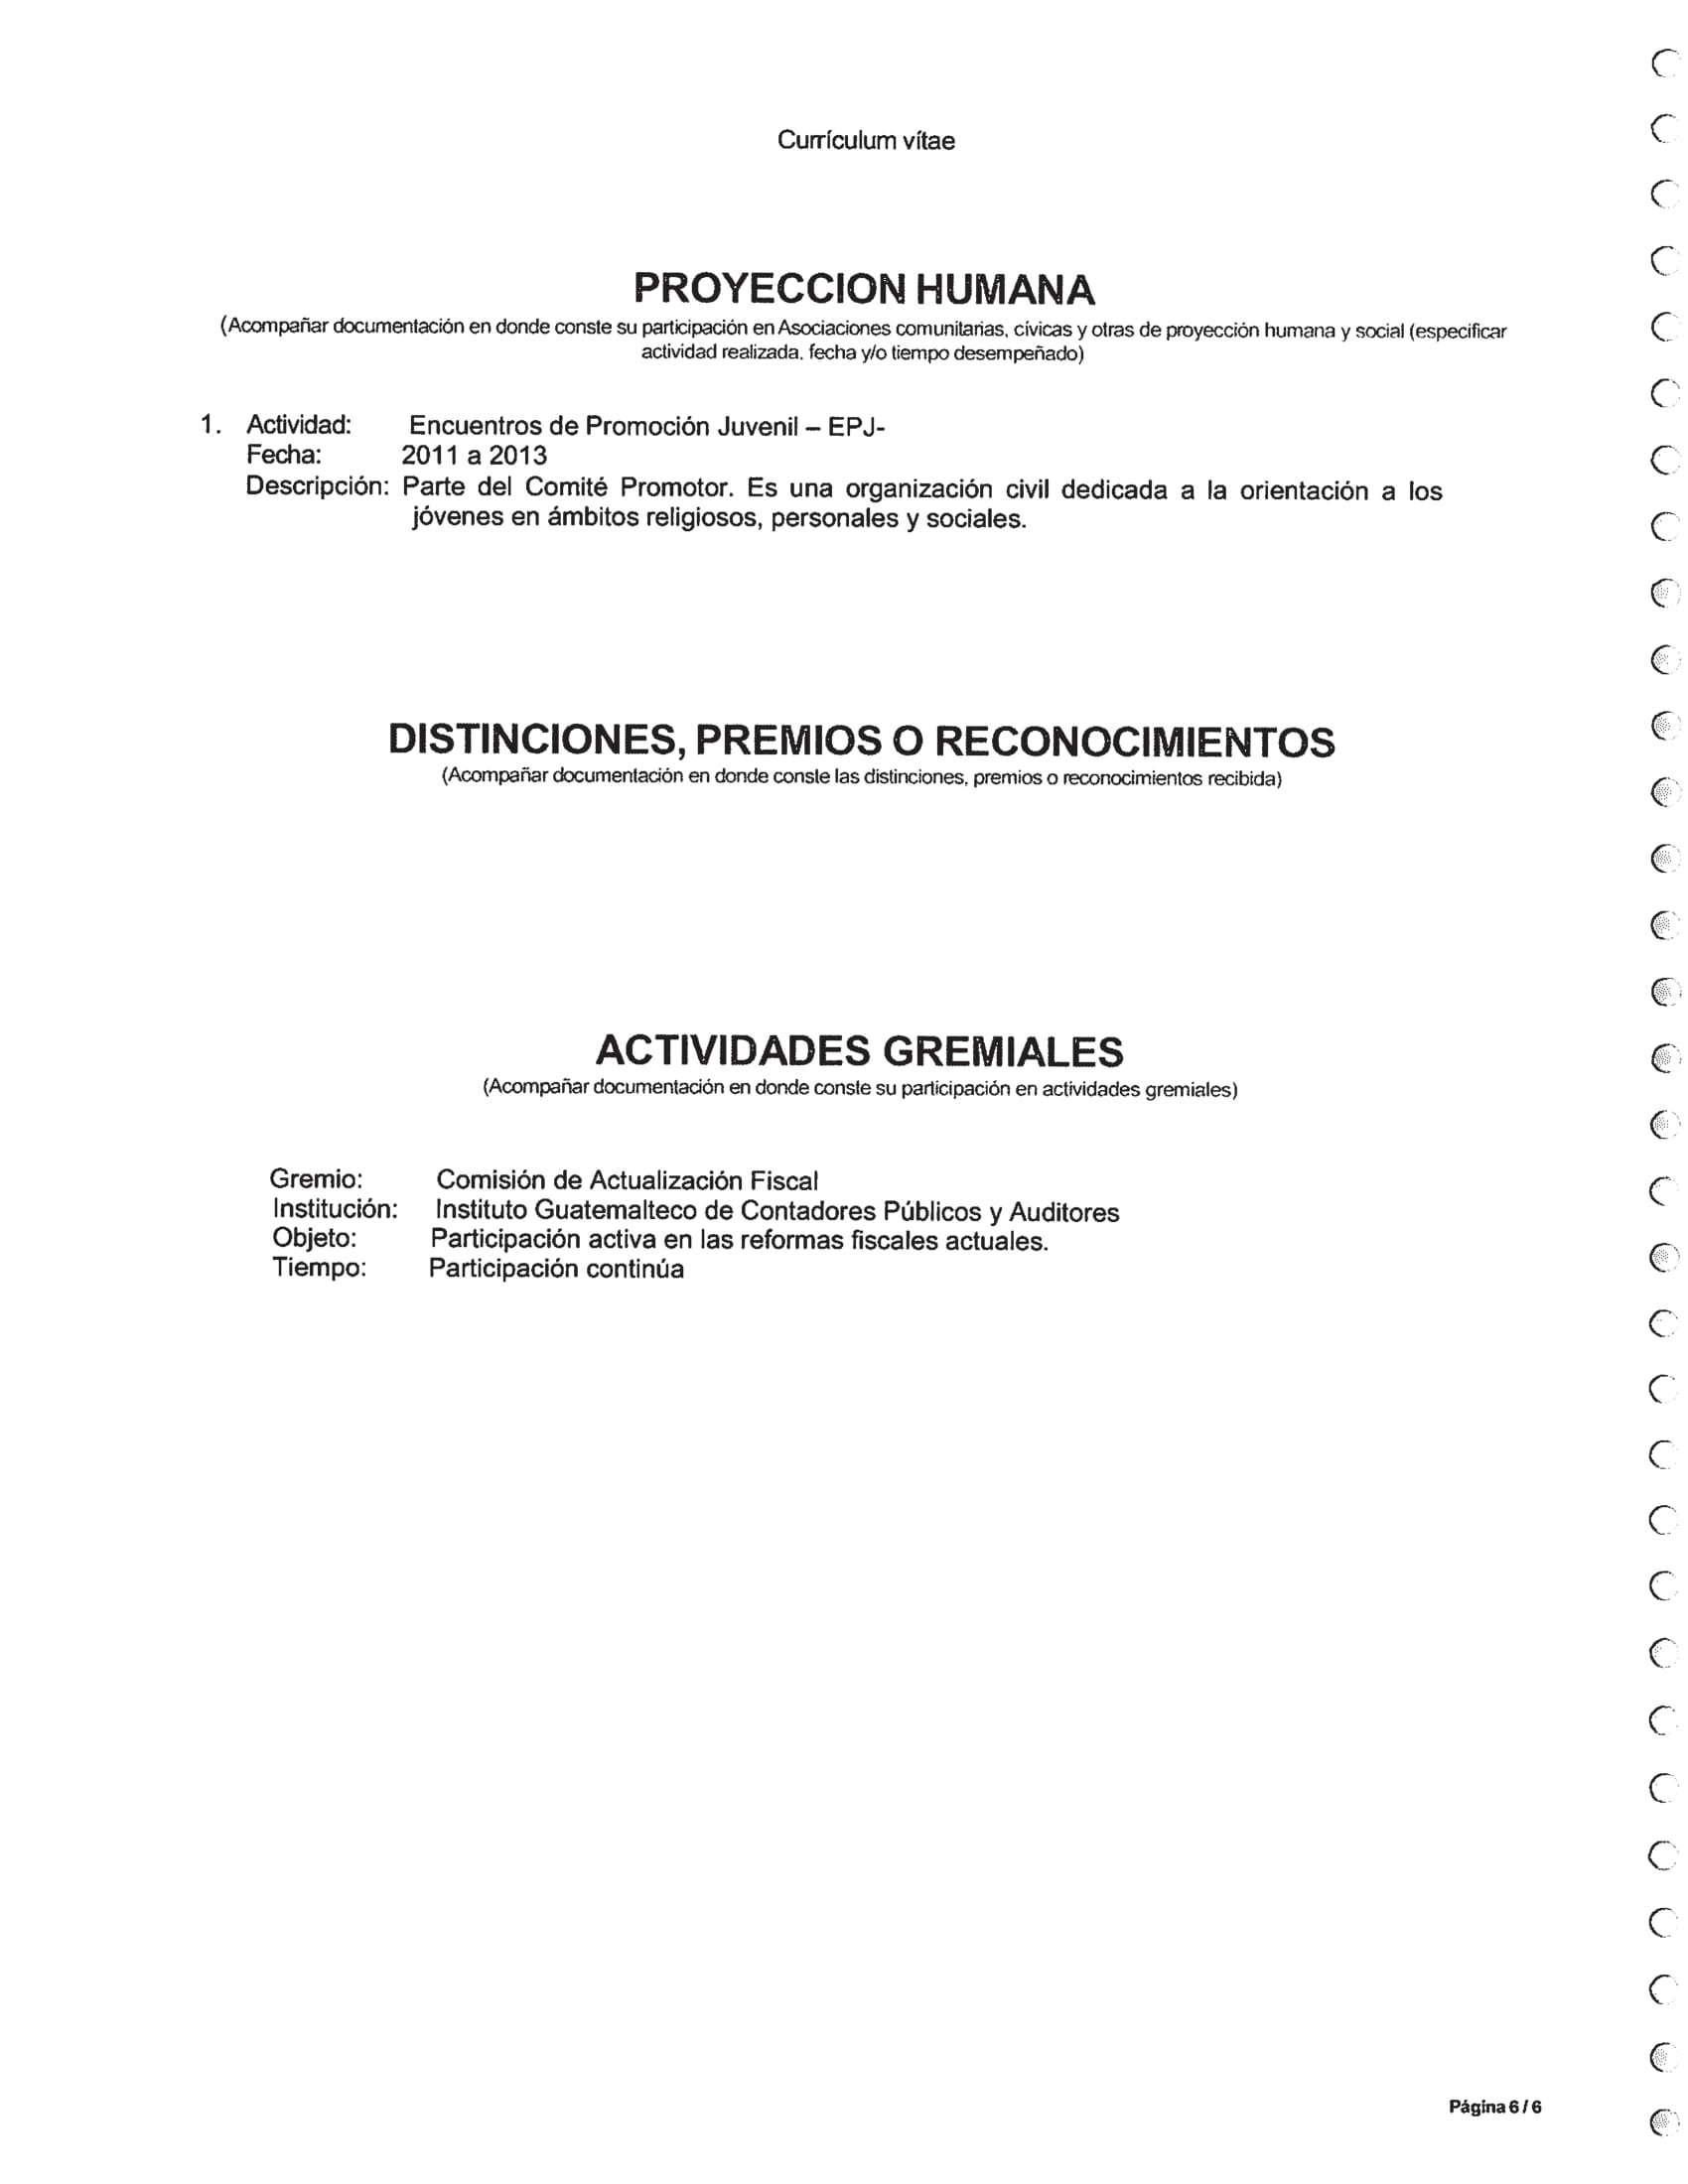 Currículum vítae
PROYECCION HUMANA
(Acompañar documentación en donde conste su participación en Asociaciones comunitarias, cívicas y otras de proyección humana y social (especificar
actividad realizada, fecha y/o tiempo desempeñado)
1. Actividad: Encuentros de Promoción Juvenil – EPJ-
Fecha: 2011 a 2013
Descripción: Parte del Comité Promotor. Es una organización civil dedicada a la orientación a los
jóvenes en ámbitos religiosos, personales y sociales.
DISTINCIONES, PREMIOS O RECONOCIMIENTOS
(Acompañar documentación en donde conste las distinciones, premios o reconocimientos recibida)
ACTIVIDADES GREMIALES
(Acompañar documentación en donde conste su participación en actividades gremiales)
Gremio: Comisión de Actualización Fiscal
Institución: Instituto Guatemalteco de Contadores Públicos y Auditores
Objeto: Participación activa en las reformas fiscales actuales.
Tiempo: Participación continúa
Página 6 / 6